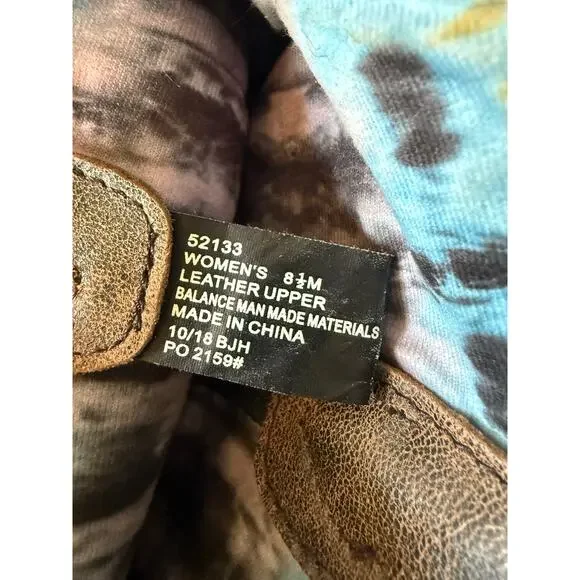 52133
WOMEN'S 8½M
LEATHER UPPER
BALANCE MAN MADE MATERIALS
MADE IN CHINA
10/18 BJH
PO 2159#